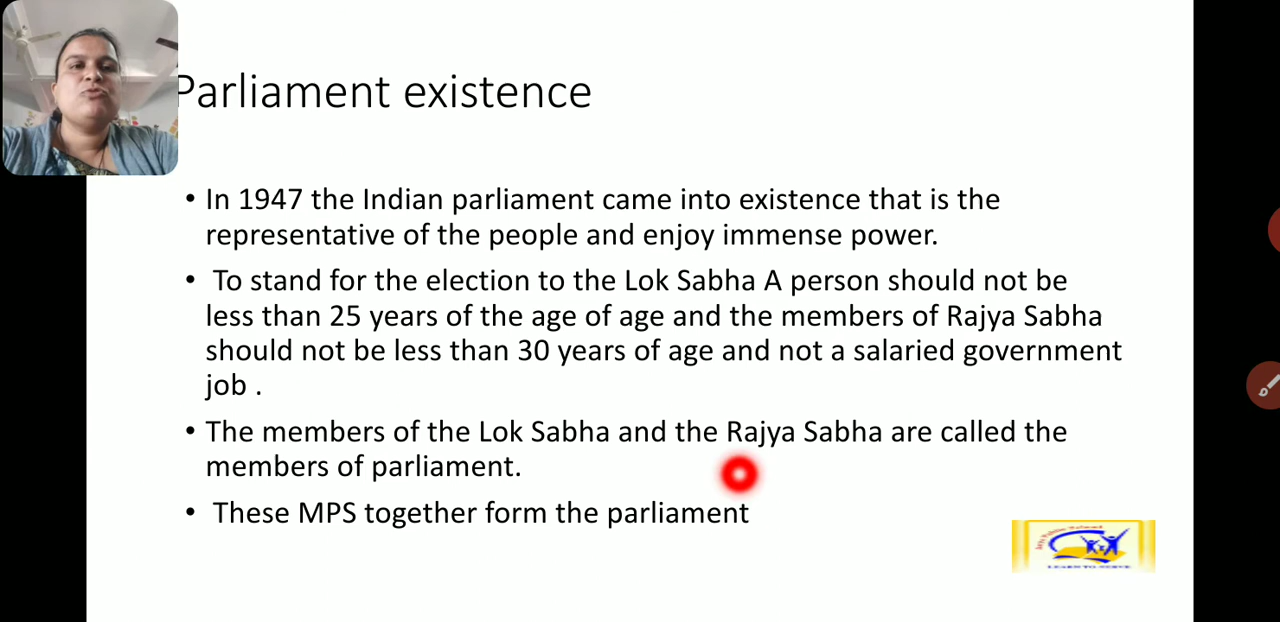 Parliament existence
• In 1947 the Indian parliament came into existence that is the
representative of the people and enjoy immense power.
• To stand for the election to the Lok Sabha A person should not be
less than 25 years of the age of age and the members of Rajya Sabha
should not be less than 30 years of age and not a salaried government
job .
• The members of the Lok Sabha and the Rajya Sabha are called the
members of parliament.
• These MPS together form the parliament
LEARN TO SERVE